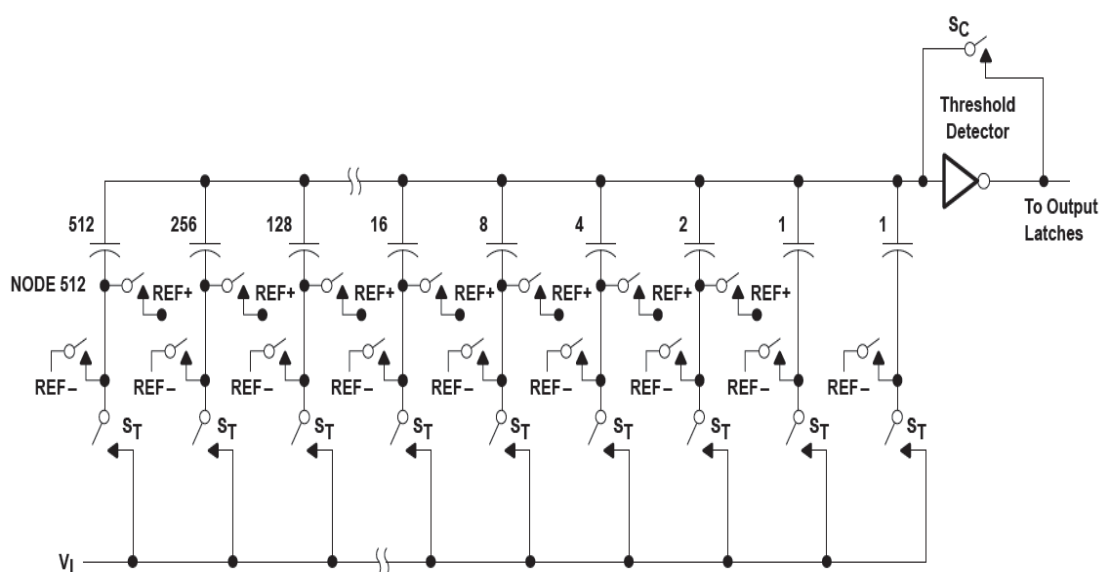 SC
Threshold
Detector
To Output
Latches
512 256 128 16 8 4 2 1 1
NODE 512
REF+ REF+ REF+ REF+ REF+ REF+ REF+
REF– REF– REF– REF– REF– REF– REF– REF– REF–
ST ST ST ST ST ST ST ST ST
VI